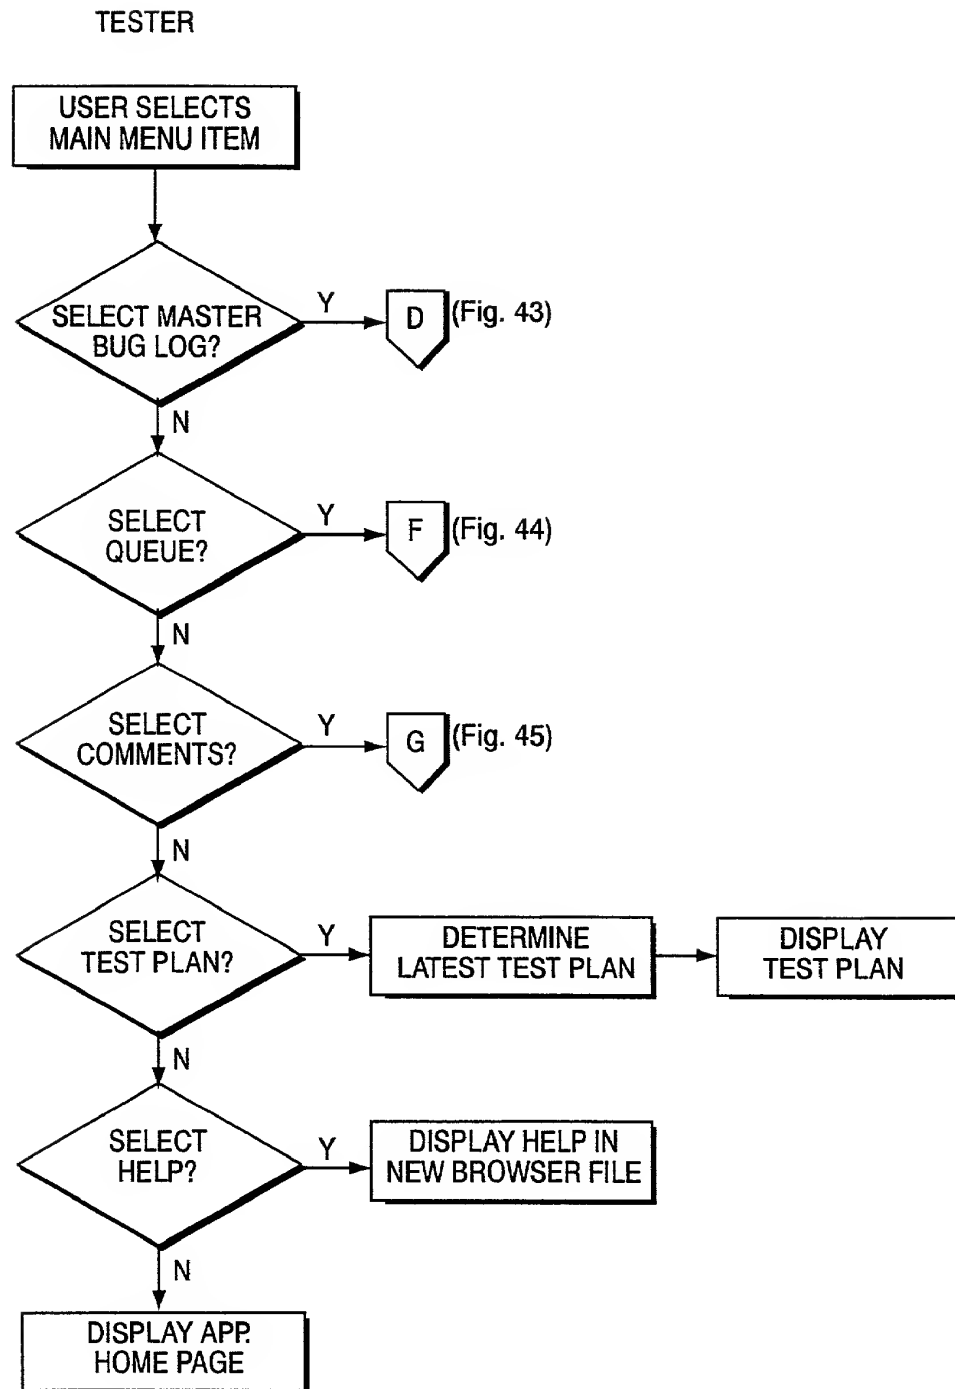 TESTER
USER SELECTS
MAIN MENU ITEM
SELECT MASTER
BUG LOG?
Y
D
(Fig. 43)
N
SELECT
QUEUE?
Y
F
(Fig. 44)
N
SELECT
COMMENTS?
Y
G
(Fig. 45)
N
SELECT
TEST PLAN?
Y
DETERMINE
LATEST TEST PLAN
DISPLAY
TEST PLAN
N
SELECT
HELP?
Y
DISPLAY HELP IN
NEW BROWSER FILE
N
DISPLAY APP.
HOME PAGE